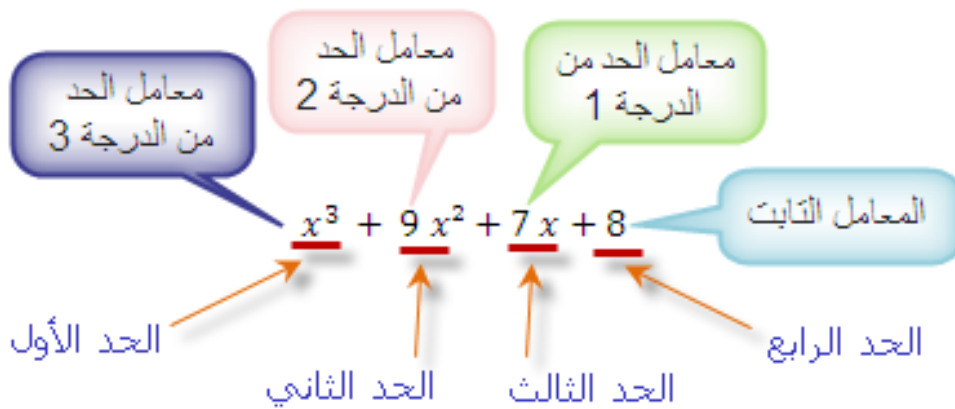 معامل الحد من
الدرجة 1
معامل الحد
من الدرجة 2
معامل الحد
من الدرجة 3
x³ + 9 x² + 7 x + 8
المعامل التابت
الحد الأول
الحد الثاني
الحد الثالث
الحد الرابع